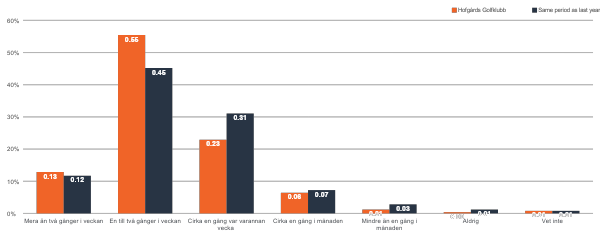 Hofgårds Golfklubb
Same period as last year
60%
50%
40%
30%
20%
10%
0%
0.13
0.12
0.55
0.45
0.23
0.31
0.06
0.07
0.03
0.01
Mera än två gånger i veckan
En till två gånger i veckan
Cirka en gång var varannan
vecka
Cirka en gång i månaden
Mindre än en gång i
månaden
Aldrig
Vet inte